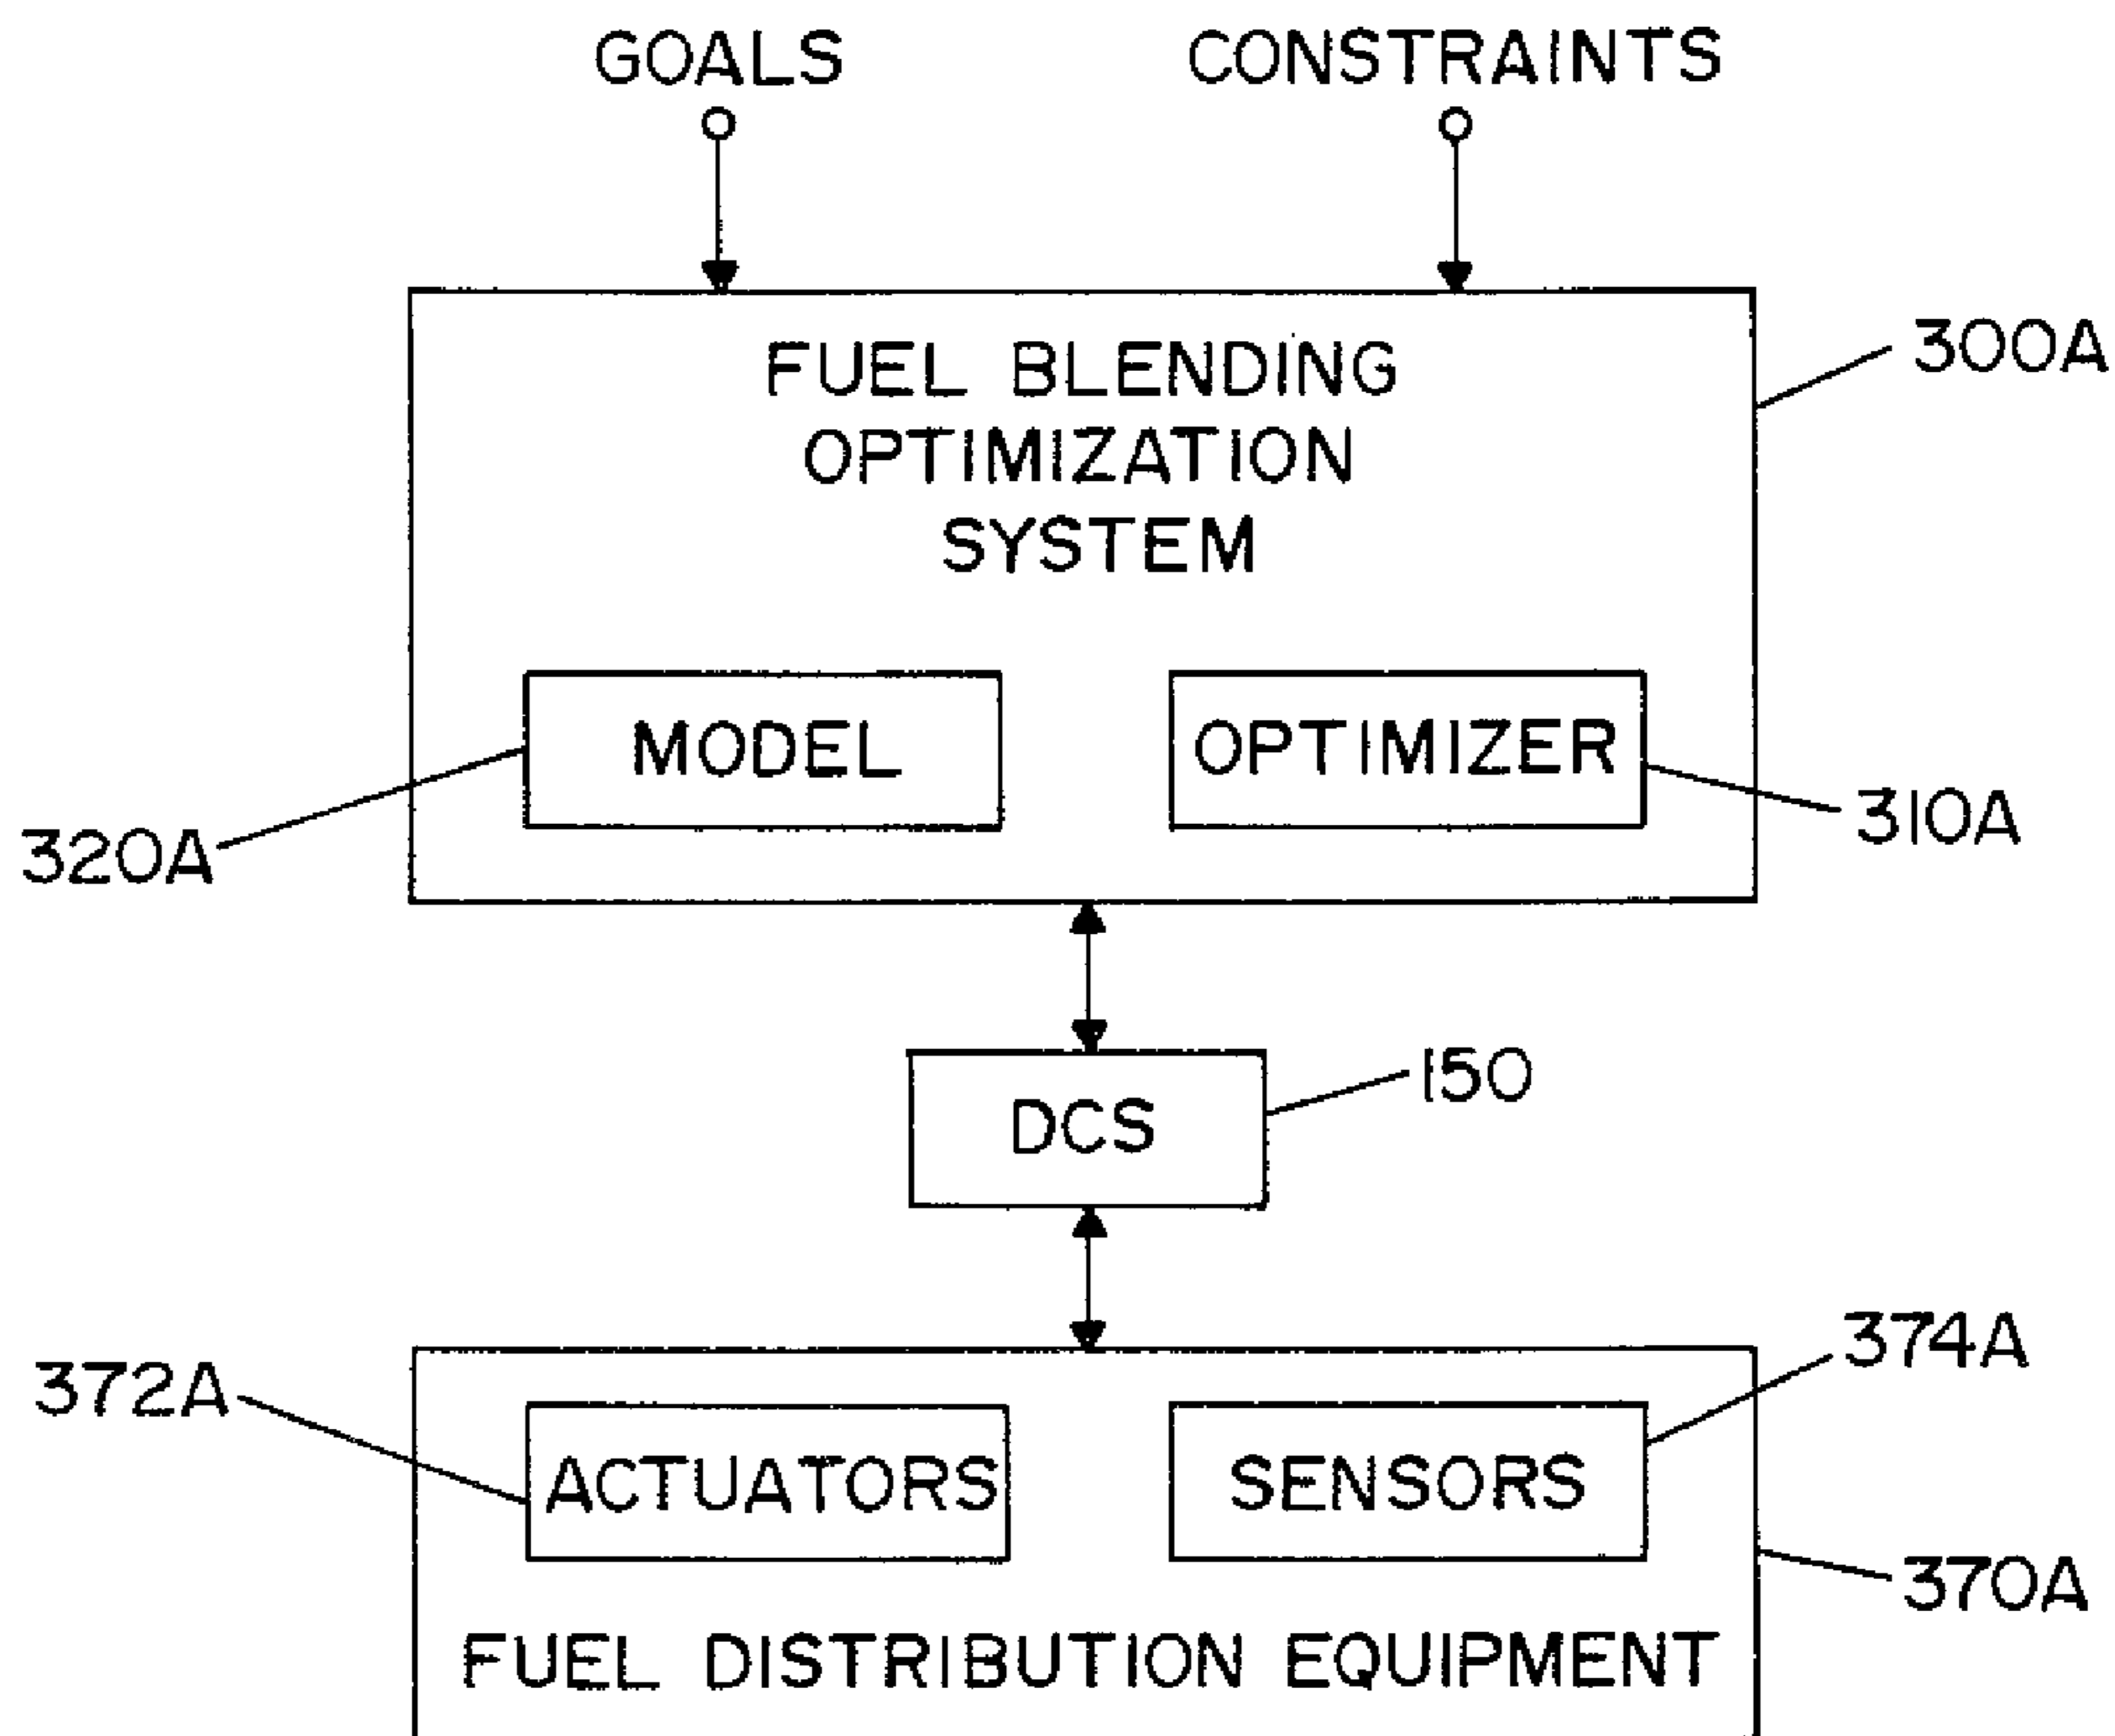 GOALS CONSTRAINTS
300A
FUEL BLENDING
OPTIMIZATION
SYSTEM
MODEL OPTIMIZER
320A 310A
DCS 150
372A 374A
ACTUATORS SENSORS
370A
FUEL DISTRIBUTION EQUIPMENT